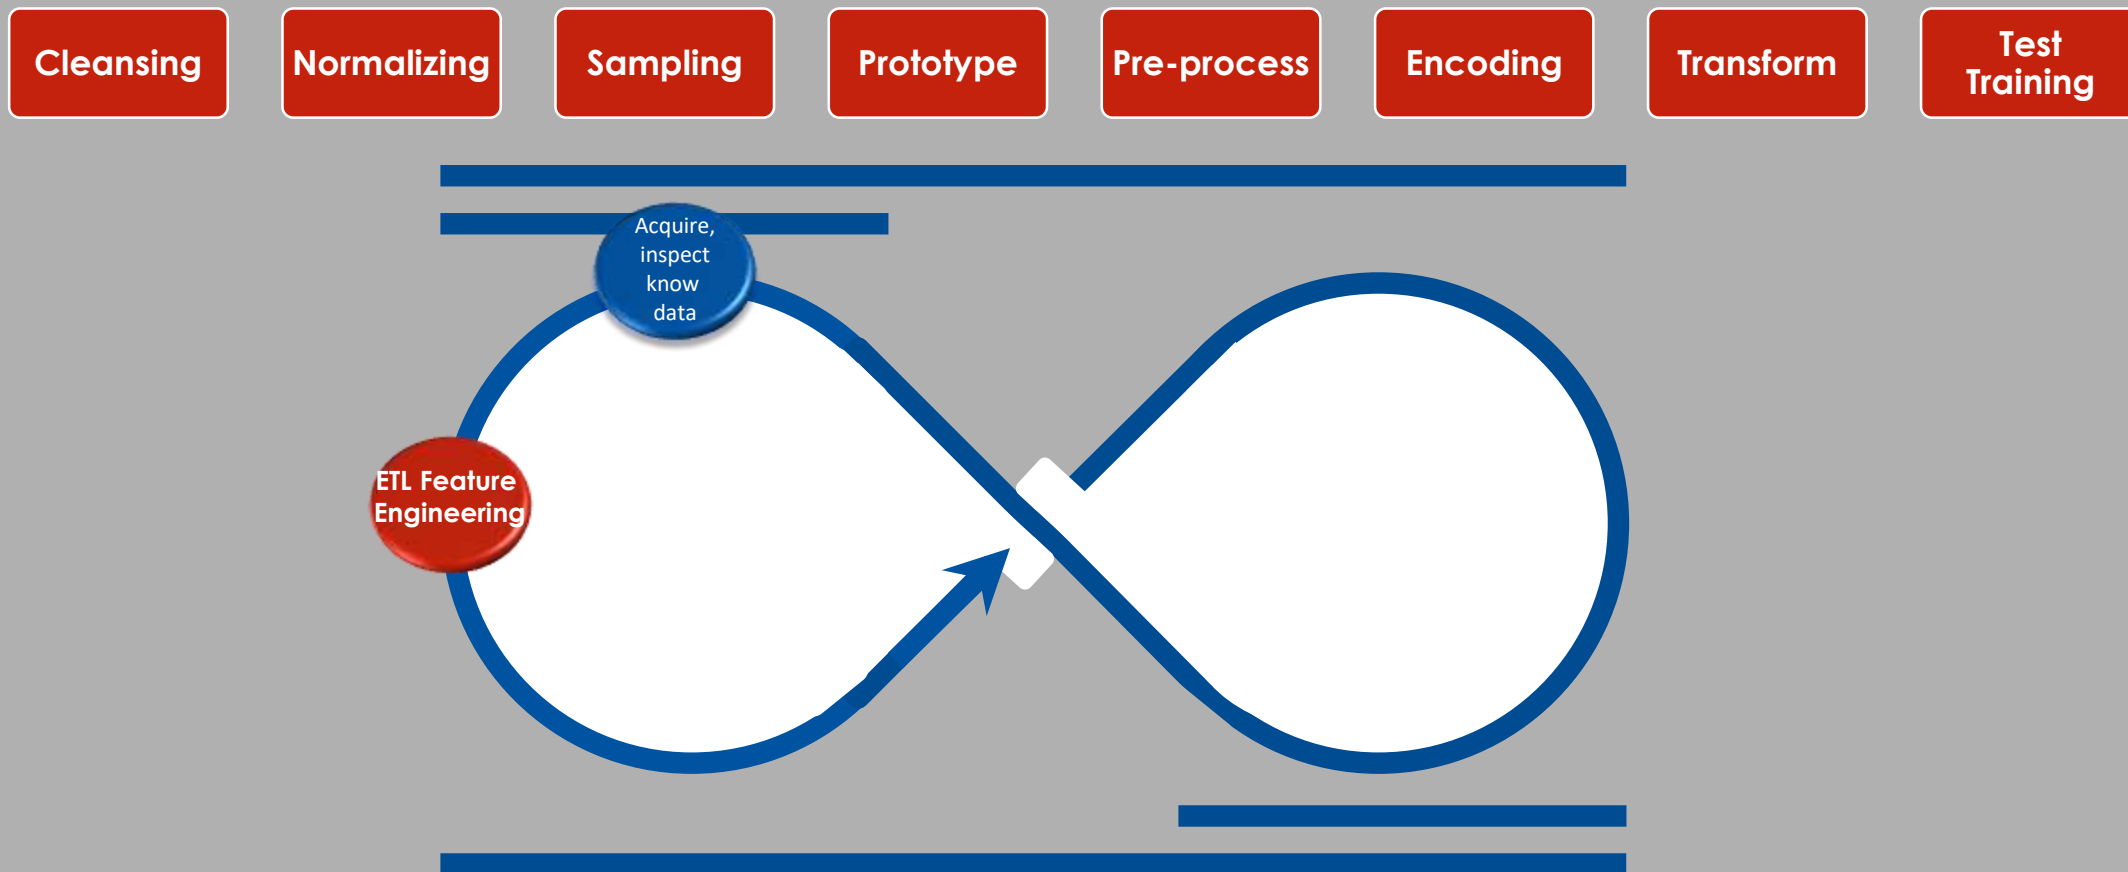 Cleansing
Normalizing
Sampling
Prototype
Pre-process
Encoding
Transform
Test
Training
Acquire,
inspect
know
data
ETL Feature
Engineering